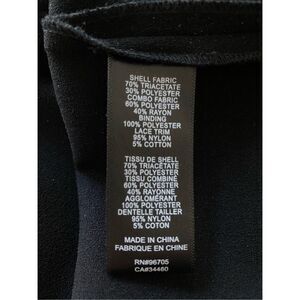 SHELL FABRIC
70% TRIACETATE
30% POLYESTER
COMBO FABRIC
60% POLYESTER
40% RAYON
BINDING
100% POLYESTER
LACE TRIM
95% NYLON
5% COTTON
TISSU DE SHELL
70% TRIACÉTATE
30% POLYESTER
TISSU COMBINÉ
60% POLYESTER
40% RAYONNE
AGGLOMÉRANT
100% POLYESTER
DENTELLE TAILLER
95% NYLON
5% COTON
MADE IN CHINA
FABRIQUE EN CHINE
RN#96705
CA#34460